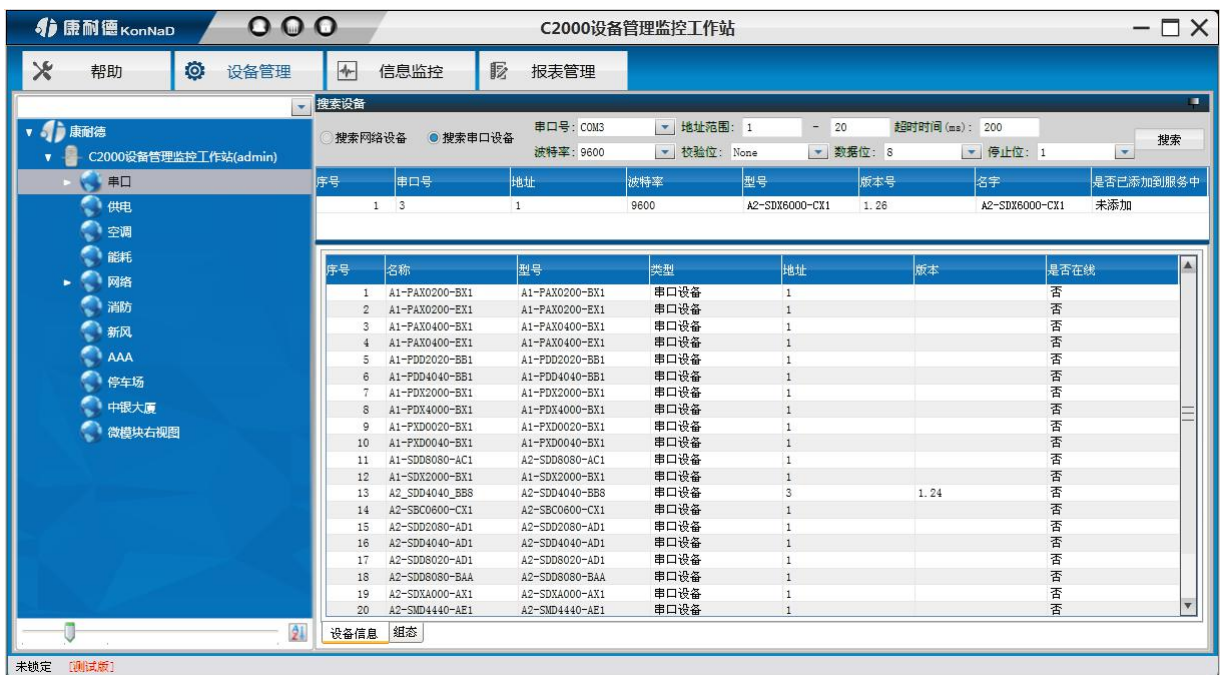 康耐德 KonNaD C2000设备管理监控工作站
帮助 设备管理 信息监控 报表管理
康耐德
C2000设备管理监控工作站(admin)
串口
供电
空调
能耗
网络
消防
新风
AAA
停车场
中银大厦
微模块右视图
搜索设备
搜索网络设备 搜索串口设备 串口号: COM3 地址范围: 1 - 20 超时时间(ms): 200 搜索
波特率: 9600 校验位: None 数据位: 8 停止位: 1
序号 串口号 地址 波特率 型号 版本号 名字 是否已添加到服务中
1 3 1 9600 A2-SDX6000-CX1 1.26 A2-SDX6000-CX1 未添加
序号 名称 型号 类型 地址 版本 是否在线
1 A1-PAX0200-BX1 A1-PAX0200-BX1 串口设备 1 否
2 A1-PAX0200-EX1 A1-PAX0200-EX1 串口设备 1 否
3 A1-PAX0400-BX1 A1-PAX0400-BX1 串口设备 1 否
4 A1-PAX0400-EX1 A1-PAX0400-EX1 串口设备 1 否
5 A1-PDD2020-BB1 A1-PDD2020-BB1 串口设备 1 否
6 A1-PDD4040-BB1 A1-PDD4040-BB1 串口设备 1 否
7 A1-PDX2000-BX1 A1-PDX2000-BX1 串口设备 1 否
8 A1-PDX4000-BX1 A1-PDX4000-BX1 串口设备 1 否
9 A1-PXD0020-BX1 A1-PXD0020-BX1 串口设备 1 否
10 A1-PXD0040-BX1 A1-PXD0040-BX1 串口设备 1 否
11 A1-SDD8080-AC1 A2-SDD8080-AC1 串口设备 1 否
12 A1-SDX2000-BX1 A1-SDX2000-BX1 串口设备 1 否
13 A2_SDD4040_BB8 A2-SDD4040-BB8 串口设备 3 1.24 否
14 A2-SBC0600-CX1 A2-SBC0600-CX1 串口设备 1 否
15 A2-SDD2080-AD1 A2-SDD2080-AD1 串口设备 1 否
16 A2-SDD4040-AD1 A2-SDD4040-AD1 串口设备 1 否
17 A2-SDD8020-AD1 A2-SDD8020-AD1 串口设备 1 否
18 A2-SDD8080-BAA A2-SDD8080-BAA 串口设备 1 否
19 A2-SDXA000-AX1 A2-SDXA000-AX1 串口设备 1 否
20 A2-SMD4440-AE1 A2-SMD4440-AE1 串口设备 1 否
设备信息 组态
未锁定 [测试版]